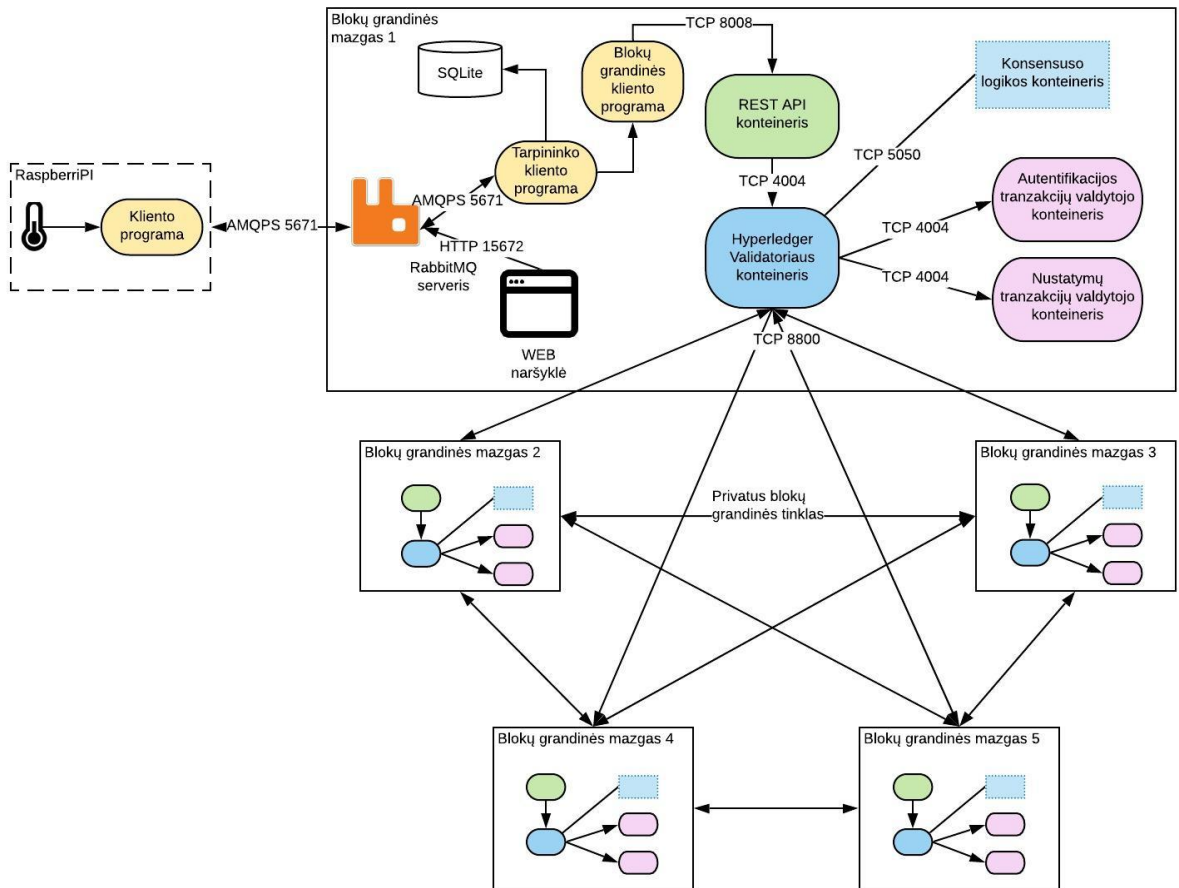 Blokų grandinės
mazgas 1
SQLite
Blokų
grandinės
kliento
programa
TCP 8008
REST API
konteineris
Konsensuso
logikos konteineris
TCP 5050
TCP 4004
Tarpininko
kliento
programa
AMQPS 5671
RaspberriPI
Kliento
programa
AMQPS 5671
HTTP 15672
RabbitMQ
serveris
WEB
naršyklė
Hyperledger
Validatoriaus
konteineris
TCP 4004
Autentifikacijos
tranzakcijų valdytojo
konteineris
TCP 4004
Nustatymų
tranzakcijų valdytojo
konteineris
TCP 8800
Blokų grandinės mazgas 2
Blokų grandinės mazgas 3
Privatus blokų
grandinės tinklas
Blokų grandinės mazgas 4
Blokų grandinės mazgas 5